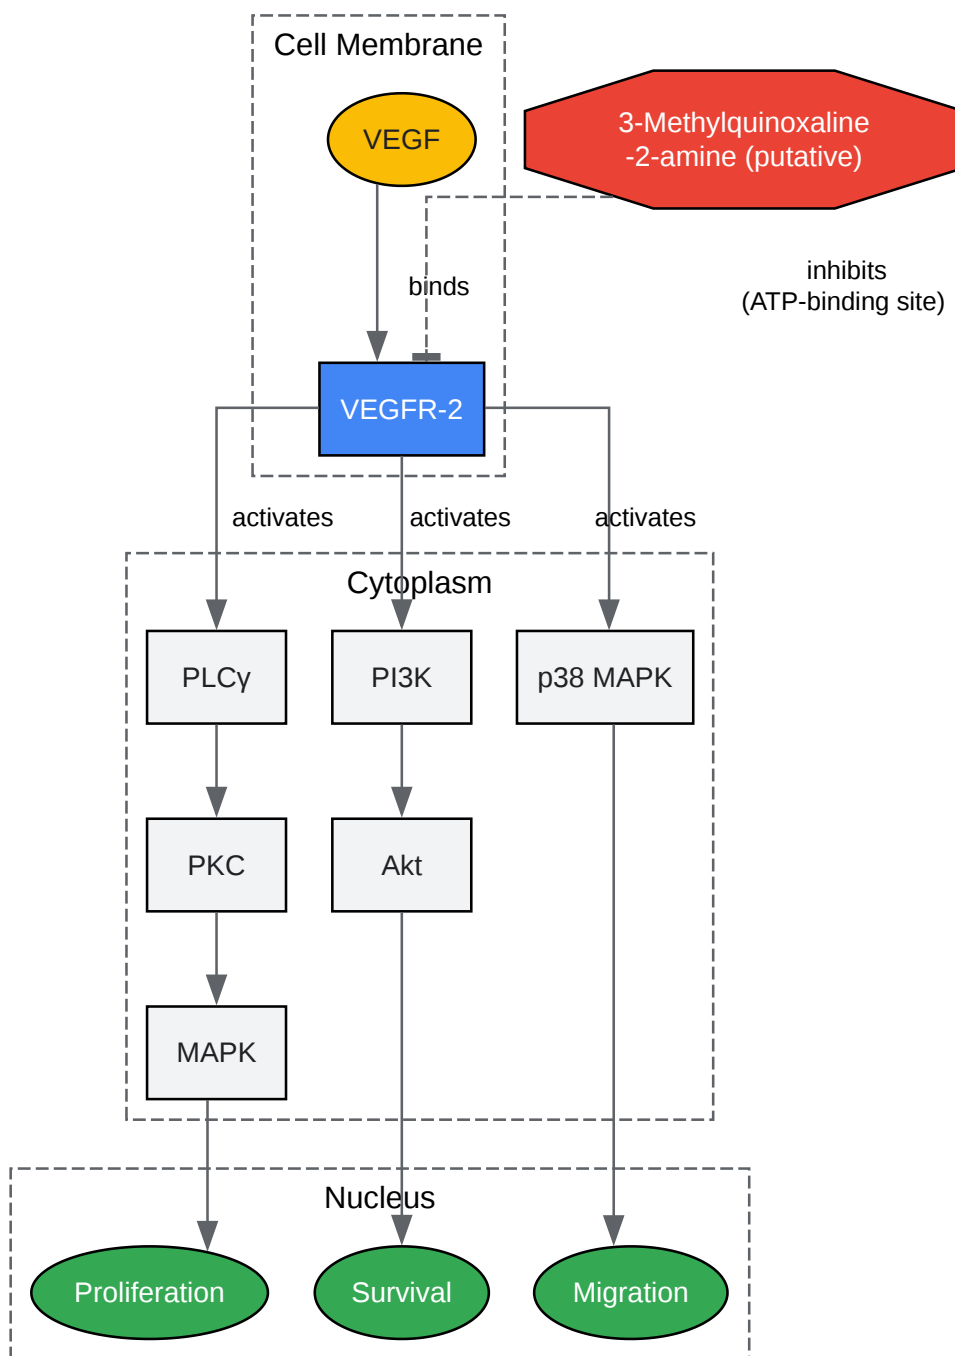 Cell Membrane
VEGF
3-Methylquinoxaline
-2-amine (putative)
binds
inhibits
(ATP-binding site)
VEGFR-2
activates
activates
activates
Cytoplasm
PLCγ
PI3K
p38 MAPK
PKC
Akt
MAPK
Nucleus
Proliferation
Survival
Migration